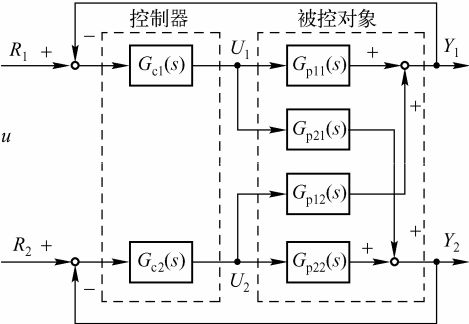 控制器 被控对象
R1 + − Gc1(s) U1 Gp11(s) + Y1
+
u
Gp21(s)
Gp12(s)
R2 + − Gc2(s) U2 Gp22(s) + + Y2